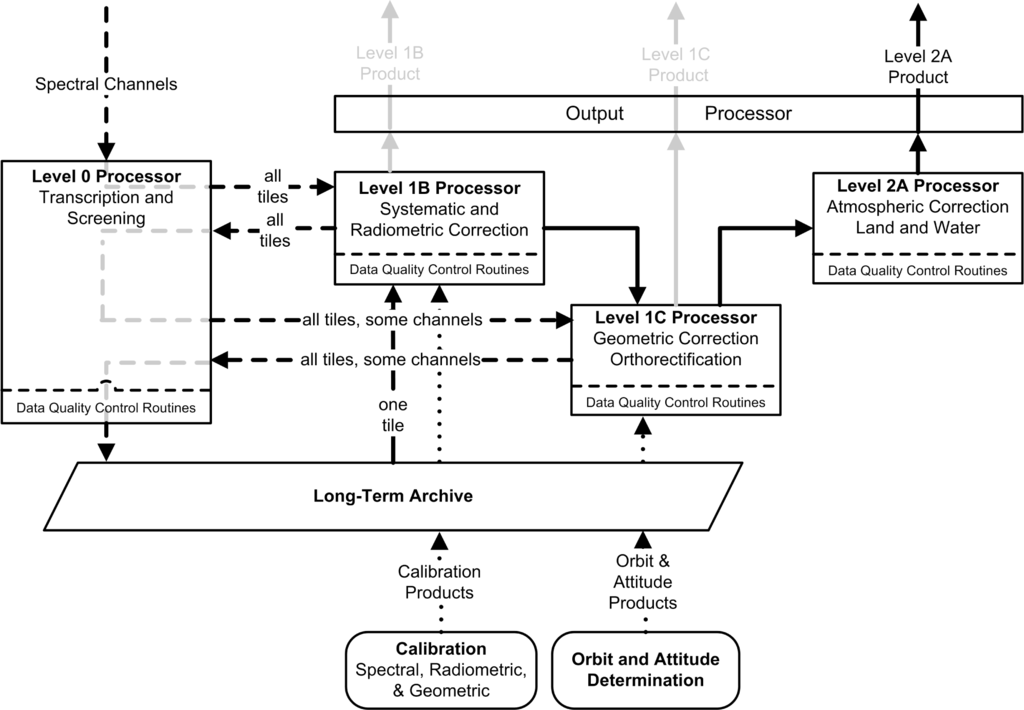 Level 1B
Product
Level 1C
Product
Level 2A
Product
Spectral Channels
Output Processor
Level 0 Processor
Transcription and
Screening
Data Quality Control Routines
all
tiles
all
tiles
Level 1B Processor
Systematic and
Radiometric Correction
Data Quality Control Routines
Level 2A Processor
Atmospheric Correction
Land and Water
Data Quality Control Routines
all tiles, some channels
all tiles, some channels
Level 1C Processor
Geometric Correction
Orthorectification
Data Quality Control Routines
one
tile
Long-Term Archive
Calibration
Products
Orbit &
Attitude
Products
Calibration
Spectral, Radiometric,
& Geometric
Orbit and Attitude
Determination